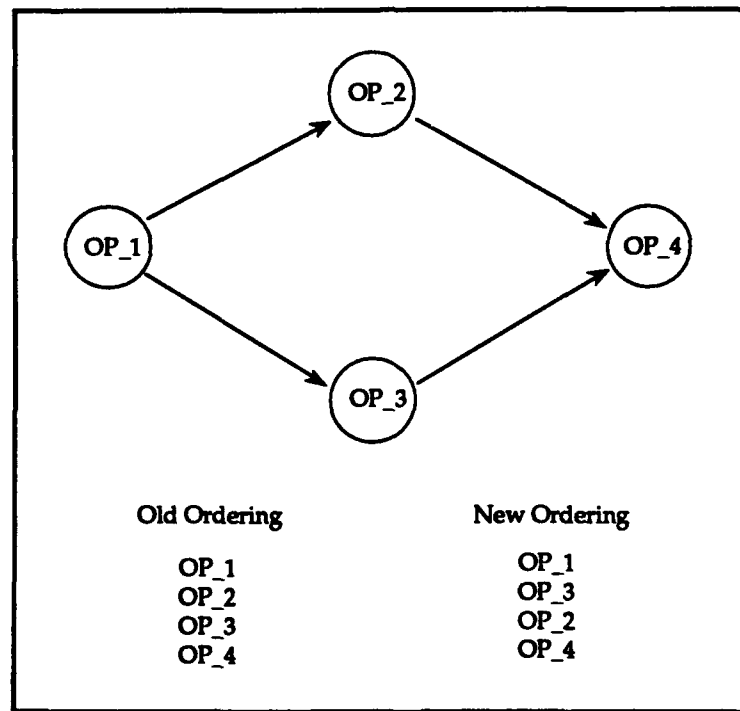 OP_2
OP_1
OP_4
OP_3
Old Ordering
OP_1
OP_2
OP_3
OP_4
New Ordering
OP_1
OP_3
OP_2
OP_4